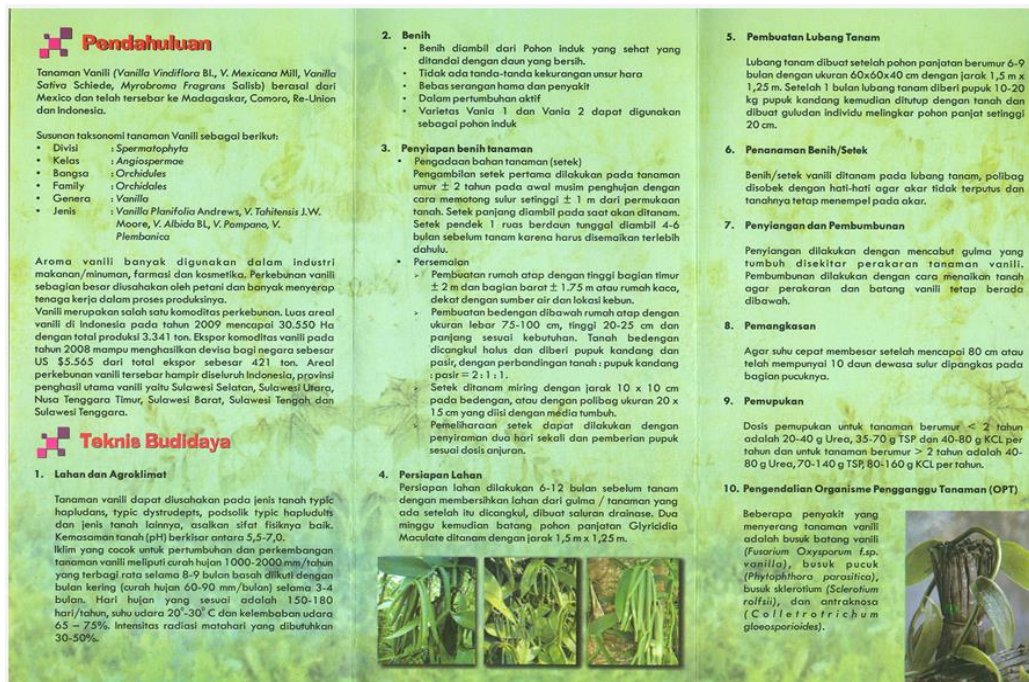 Pendahuluan
Tanaman Vanili (Vanilla Vindiflora Bl., V. Mexicana Mill, Vanilla
Sativa Schiede, Myrobroma Fragrans Salisb) berasal dari
Mexico dan telah tersebar ke Madagaskar, Comoro, Re-Union
dan Indonesia.
Susunan taksonomi tanaman Vanili sebagai berikut:
• Divisi : Spermatophyta
• Kelas : Angiospermae
• Bangsa : Orchidules
• Family : Orchidales
• Genera : Vanilla
• Jenis : Vanilla Planifolia Andrews, V. Tahitensis J.W.
Moore, V. Albida BL, V. Pompano, V.
Plembanica
Aroma vanili banyak digunakan dalam industri
makanan/minuman, farmasi dan kosmetika. Perkebunan vanili
sebagian besar diusahakan oleh petani dan banyak menyerap
tenaga kerja dalam proses produksinya.
Vanili merupakan salah satu komoditas perkebunan. Luas areal
vanili di Indonesia pada tahun 2009 mencapai 30.550 Ha
dengan total produksi 3.341 ton. Ekspor komoditas vanili pada
tahun 2008 mampu menghasilkan devisa bagi negara sebesar
US $5.565 dari total ekspor sebesar 421 ton. Areal
perkebunan vanili tersebar hampir diseluruh Indonesia, provinsi
penghasil utama vanili yaitu Sulawesi Selatan, Sulawesi Utara,
Nusa Tenggara Timur, Sulawesi Barat, Sulawesi Tengah dan
Sulawesi Tenggara.
Teknis Budidaya
1. Lahan dan Agroklimat
Tanaman vanili dapat diusahakan pada jenis tanah typic
hapludans, typic dystrudepts, podsolik typic hapludults
dan jenis tanah lainnya, asalkan sifat fisiknya baik.
Kemasaman tanah (pH) berkisar antara 5,5-7,0.
Iklim yang cocok untuk pertumbuhan dan perkembangan
tanaman vanili meliputi curah hujan 1000-2000 mm/tahun
yang terbagi rata selama 8-9 bulan basah diikuti dengan
bulan kering (curah hujan 60-90 mm/bulan) selama 3-4
bulan. Hari hujan yang sesuai adalah 150-180
hari/tahun, suhu udara 20°-30° C dan kelembaban udara
65 – 75%. Intensitas radiasi matahari yang dibutuhkan
30-50%.
2. Benih
• Benih diambil dari Pohon induk yang sehat yang
ditandai dengan daun yang bersih.
• Tidak ada tanda-tanda kekurangan unsur hara
• Bebas serangan hama dan penyakit
• Dalam pertumbuhan aktif
• Varietas Vania 1 dan Vania 2 dapat digunakan
sebagai pohon induk
3. Penyiapan benih tanaman
• Pengadaan bahan tanaman (setek)
Pengambilan setek pertama dilakukan pada tanaman
umur ± 2 tahun pada awal musim penghujan dengan
cara memotong sulur setinggi ± 1 m dari permukaan
tanah. Setek panjang diambil pada saat akan ditanam.
Setek pendek 1 ruas berdaun tunggal diambil 4-6
bulan sebelum tanam karena harus disemaikan terlebih
dahulu.
• Persemaian
➢ Pembuatan rumah atap dengan tinggi bagian timur
± 2 m dan bagian barat ± 1.75 m atau rumah kaca,
dekat dengan sumber air dan lokasi kebun.
➢ Pembuatan bedengan dibawah rumah atap dengan
ukuran lebar 75-100 cm, tinggi 20-25 cm dan
panjang sesuai kebutuhan. Tanah bedengan
dicangkul halus dan diberi pupuk kandang dan
pasir, dengan perbandingan tanah : pupuk kandang
: pasir = 2 : 1 : 1.
➢ Setek ditanam miring dengan jarak 10 x 10 cm
pada bedengan, atau dengan polibag ukuran 20 x
15 cm yang diisi dengan media tumbuh.
➢ Pemeliharaan setek dapat dilakukan dengan
penyiraman dua hari sekali dan pemberian pupuk
sesuai dosis anjuran.
4. Persiapan Lahan
Persiapan lahan dilakukan 6-12 bulan sebelum tanam
dengan membersihkan lahan dari gulma / tanaman yang
ada setelah itu dicangkul, dibuat saluran drainase. Dua
minggu kemudian batang pohon panjatan Glyricidia
Maculate ditanam dengan jarak 1,5 m x 1,25 m.
5. Pembuatan Lubang Tanam
Lubang tanam dibuat setelah pohon panjatan berumur 6-9
bulan dengan ukuran 60x60x40 cm dengan jarak 1,5 m x
1,25 m. Setelah 1 bulan lubang tanam diberi pupuk 10-20
kg pupuk kandang kemudian ditutup dengan tanah dan
dibuat guludan individu melingkar pohon panjat setinggi
20 cm.
6. Penanaman Benih/Setek
Benih/setek vanili ditanam pada lubang tanam, polibag
disobek dengan hati-hati agar akar tidak terputus dan
tanahnya tetap menempel pada akar.
7. Penyiangan dan Pembumbunan
Penyiangan dilakukan dengan mencabut gulma yang
tumbuh disekitar perakaran tanaman vanili.
Pembumbunan dilakukan dengan cara menaikan tanah
agar perakaran dan batang vanili tetap berada
dibawah.
8. Pemangkasan
Agar suhu cepat membesar setelah mencapai 80 cm atau
telah mempunyai 10 daun dewasa sulur dipangkas pada
bagian pucuknya.
9. Pemupukan
Dosis pemupukan untuk tanaman berumur < 2 tahun
adalah 20-40 g Urea, 35-70 g TSP dan 40-80 g KCL per
tahun dan untuk tanaman berumur > 2 tahun adalah 40-
80 g Urea, 70-140 g TSP, 80-160 g KCL per tahun.
10. Pengendalian Organisme Pengganggu Tanaman (OPT)
Beberapa penyakit yang
menyerang tanaman vanili
adalah busuk batang vanili
(Fusarium Oxysporum f.sp.
vanilla), busuk pucuk
(Phytophthora parasitica),
busuk sklerotium (Sclerotium
rolfsii), dan antraknosa
(Colletrotrichum
gloeosporioides).